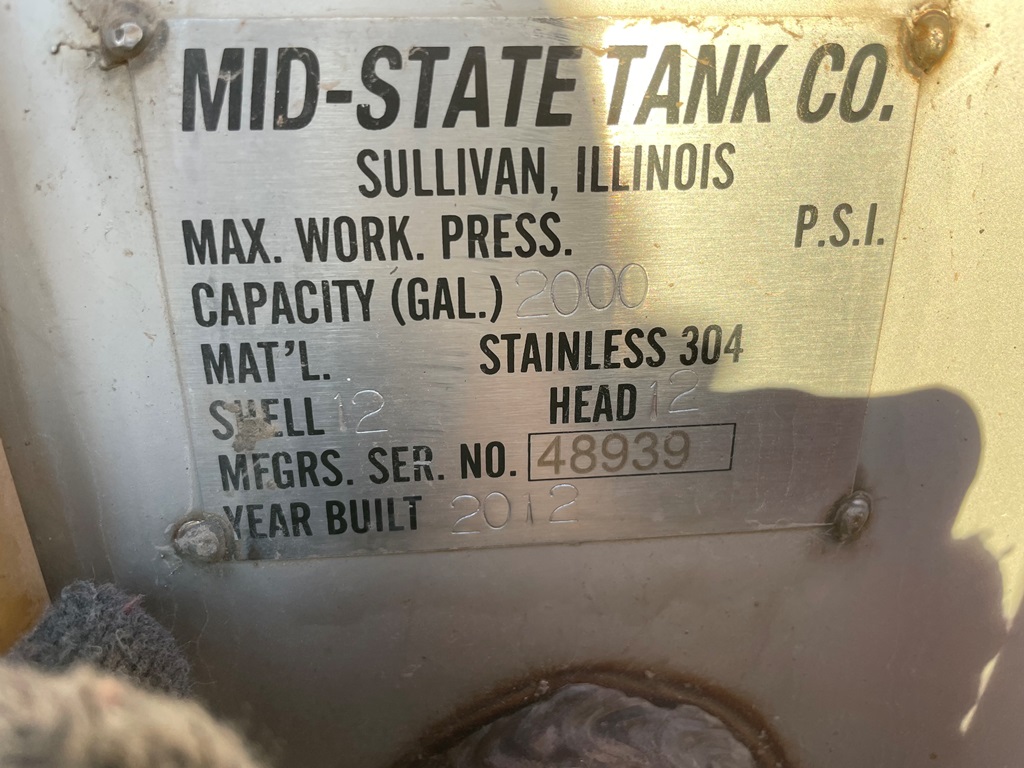 MID-STATE TANK CO.
SULLIVAN, ILLINOIS
MAX. WORK. PRESS. P.S.I.
CAPACITY (GAL.) 2000
MAT'L. STAINLESS 304
SHELL 12 HEAD 12
MFGRS. SER. NO. 48939
YEAR BUILT 2012